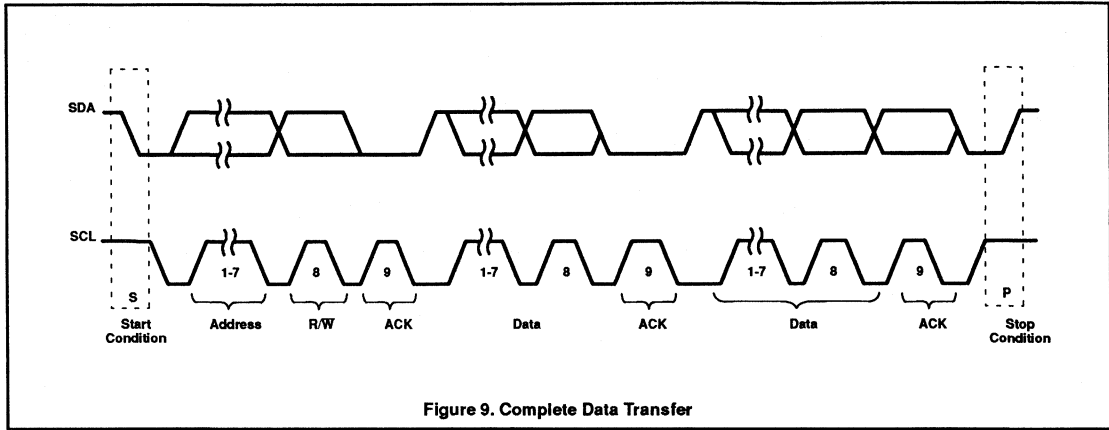 SDA
SCL
1-7 8 9 1-7 8 9 1-7 8 9
S P
Start Condition Address R/W ACK Data ACK Data ACK Stop Condition
Figure 9. Complete Data Transfer